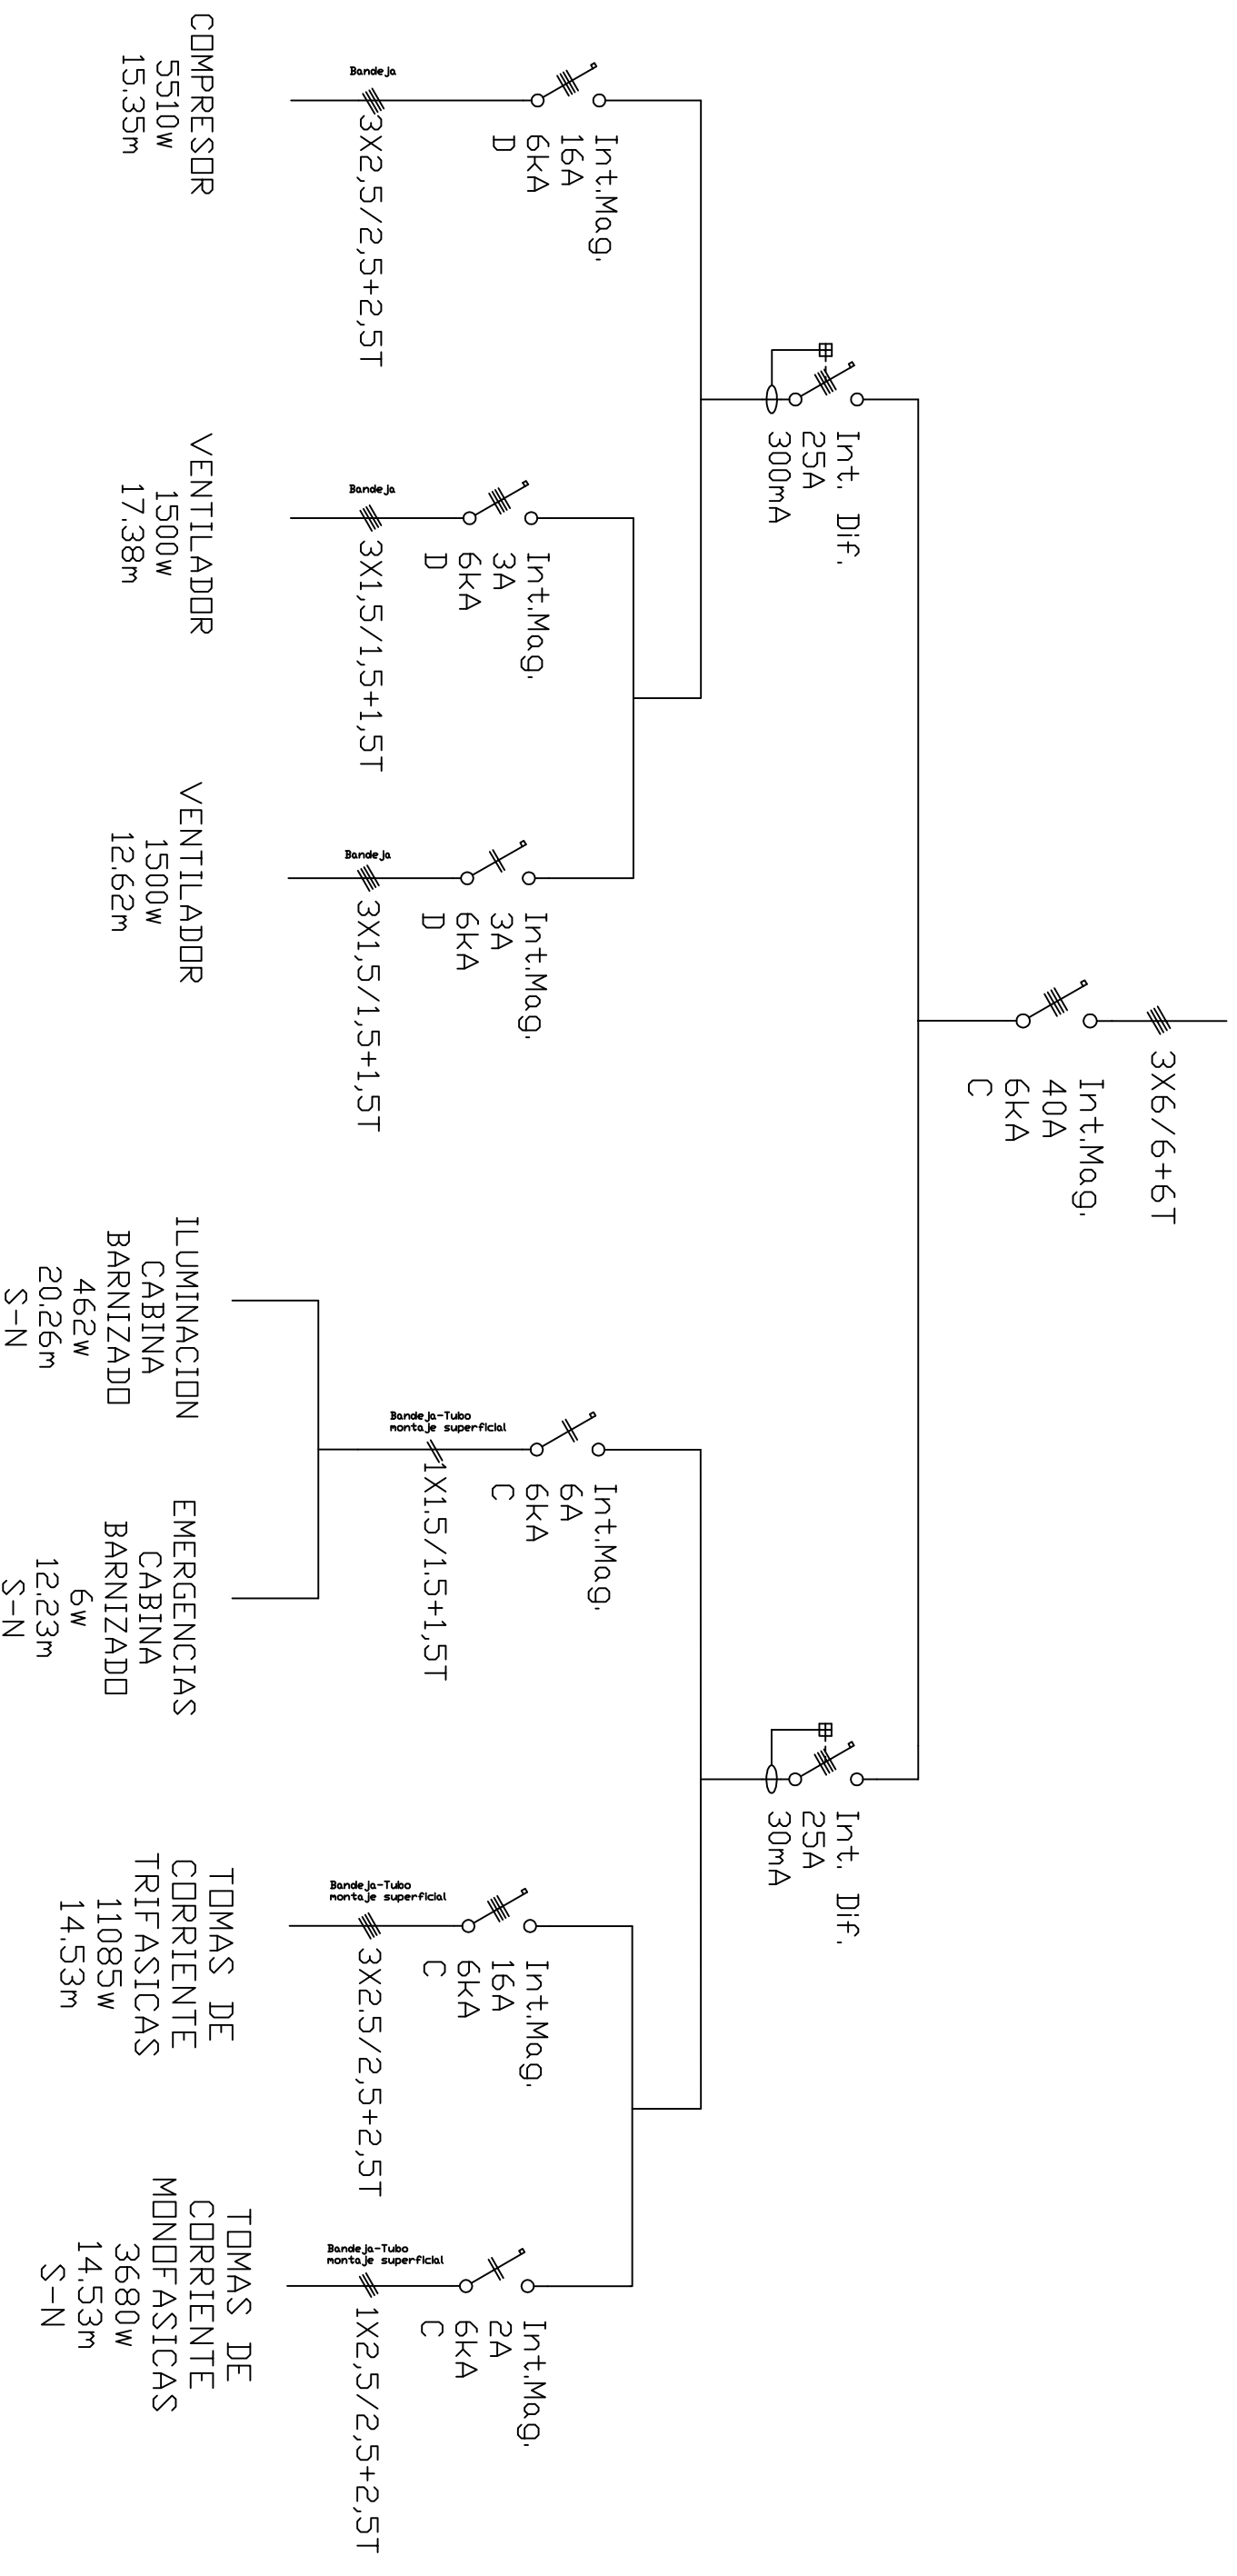 3X6/6+6T
Int.Mag.
40A
6kA
C
Int. Dif.
25A
300mA
Int. Dif.
25A
30mA
Int.Mag.
16A
6kA
D
Bandeja
3X2,5/2,5+2,5T
COMPRESOR
5510w
15.35m
Int.Mag.
3A
6kA
D
Bandeja
3X1,5/1,5+1,5T
VENTILADOR
1500w
17.38m
Int.Mag.
3A
6kA
D
Bandeja
3X1,5/1,5+1,5T
VENTILADOR
1500w
12.62m
Int.Mag.
6A
6kA
C
Bandeja-Tubo
montaje superficial
1X1.5/1.5+1,5T
ILUMINACION
CABINA
BARNIZADO
462w
20.26m
S-N
EMERGENCIAS
CABINA
BARNIZADO
6w
12.23m
S-N
Int.Mag.
16A
6kA
C
Bandeja-Tubo
montaje superficial
3X2.5/2,5+2,5T
TOMAS DE
CORRIENTE
TRIFASICAS
11085w
14.53m
Int.Mag.
2A
6kA
C
Bandeja-Tubo
montaje superficial
1X2,5/2,5+2,5T
TOMAS DE
CORRIENTE
MONOFASICAS
3680w
14.53m
S-N